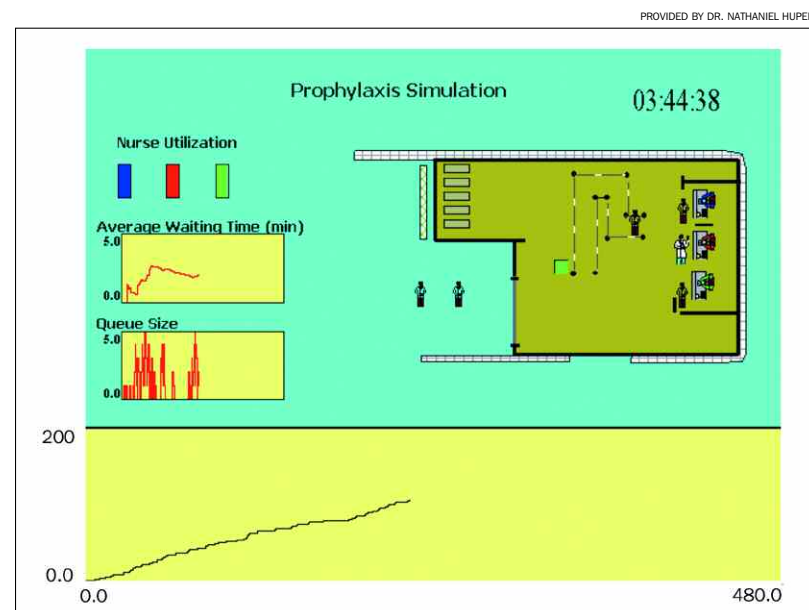 PROVIDED BY DR. NATHANIEL HUPE
Prophylaxis Simulation
03:44:38
Nurse Utilization
Average Waiting Time (min)
5.0
0.0
Queue Size
5.0
0.0
200
0.0
0.0
480.0